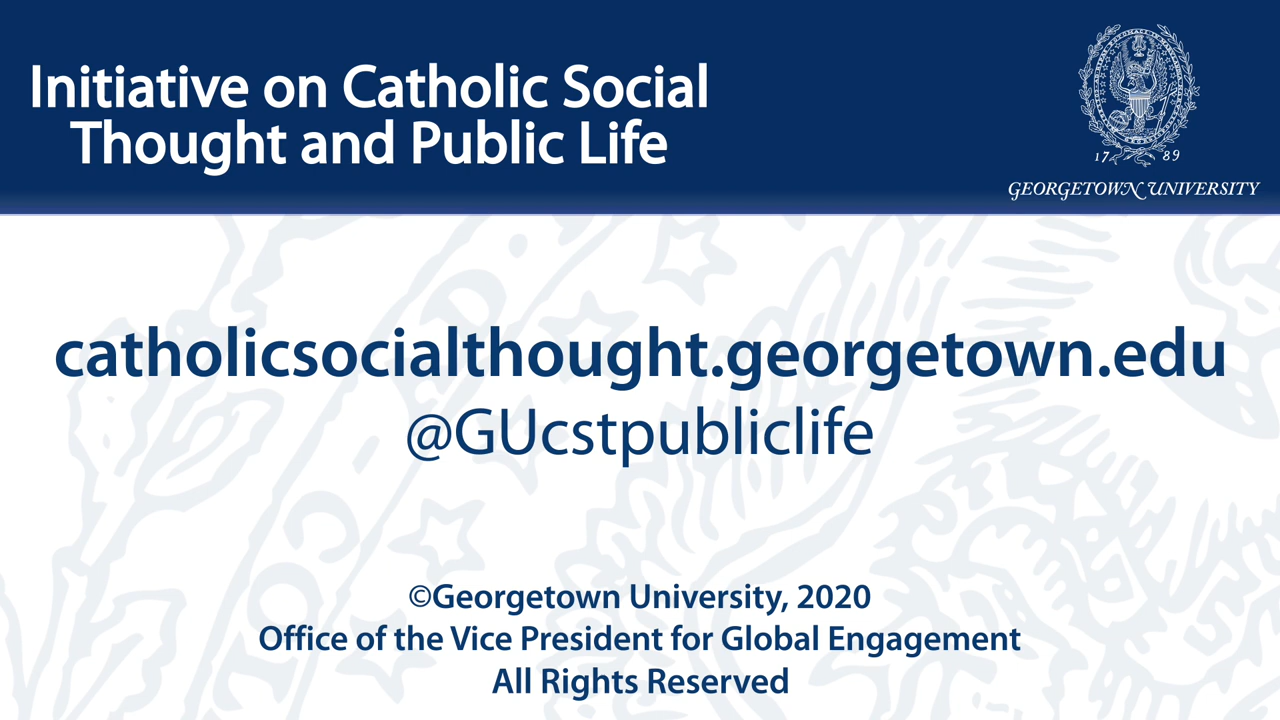 Initiative on Catholic Social
Thought and Public Life
17 89
GEORGETOWN UNIVERSITY
catholicsocialthought.georgetown.edu
@GUcstpubliclife
©Georgetown University, 2020
Office of the Vice President for Global Engagement
All Rights Reserved